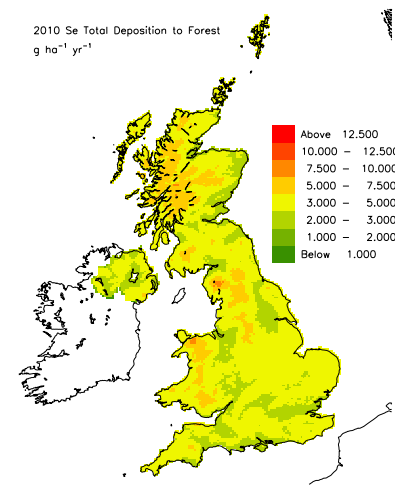 2010 Se Total Deposition to Forest
g ha⁻¹ yr⁻¹
Above 12.500
10.000 – 12.500
7.500 – 10.000
5.000 – 7.500
3.000 – 5.000
2.000 – 3.000
1.000 – 2.000
Below 1.000